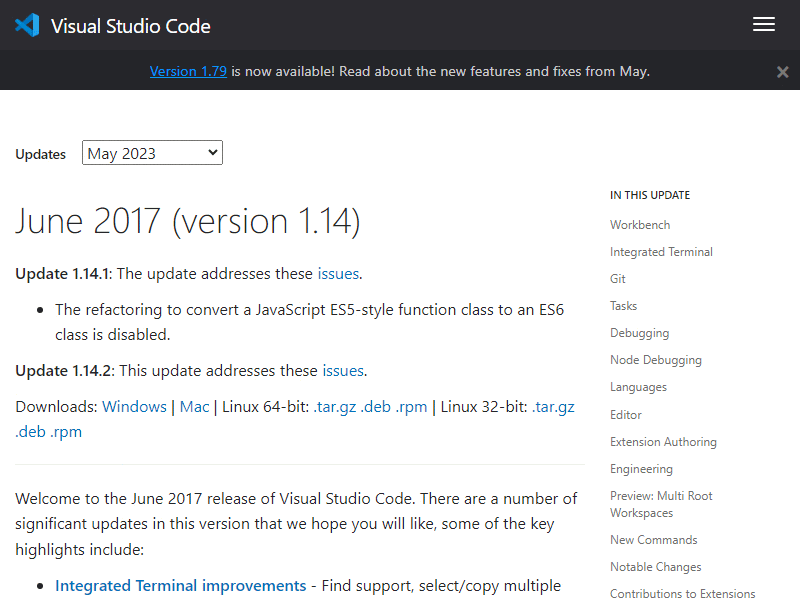 Visual Studio Code
Version 1.79 is now available! Read about the new features and fixes from May.
Updates
May 2023
June 2017 (version 1.14)
Update 1.14.1: The update addresses these issues.
• The refactoring to convert a JavaScript ES5-style function class to an ES6
class is disabled.
Update 1.14.2: This update addresses these issues.
Downloads: Windows | Mac | Linux 64-bit: .tar.gz .deb .rpm | Linux 32-bit: .tar.gz
.deb .rpm
Welcome to the June 2017 release of Visual Studio Code. There are a number of
significant updates in this version that we hope you will like, some of the key
highlights include:
• Integrated Terminal improvements - Find support, select/copy multiple
IN THIS UPDATE
Workbench
Integrated Terminal
Git
Tasks
Debugging
Node Debugging
Languages
Editor
Extension Authoring
Engineering
Preview: Multi Root
Workspaces
New Commands
Notable Changes
Contributions to Extensions